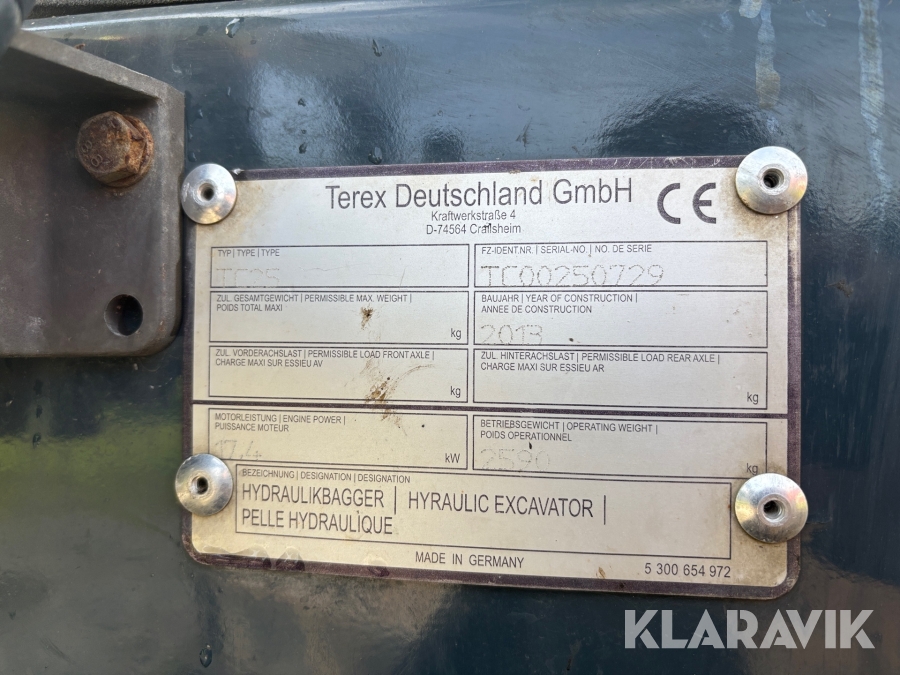 Terex Deutschland GmbH
Kraftwerkstraße 4
D-74564 Crailsheim
CE
TYP | TYPE | TYPE
TC25
FZ-IDENT.NR. | SERIAL-NO. | NO. DE SERIE
TC00250729
ZUL. GESAMTGEWICHT | PERMISSIBLE MAX. WEIGHT |
POIDS TOTAL MAXI
kg
BAUJAHR | YEAR OF CONSTRUCTION |
ANNEE DE CONSTRUCTION
2013
ZUL. VORDERACHSLAST | PERMISSIBLE LOAD FRONT AXLE |
CHARGE MAXI SUR ESSIEU AV
kg
ZUL. HINTERACHSLAST | PERMISSIBLE LOAD REAR AXLE |
CHARGE MAXI SUR ESSIEU AR
kg
MOTORLEISTUNG | ENGINE POWER |
PUISSANCE MOTEUR
17,4 kW
BETRIEBSGEWICHT | OPERATING WEIGHT |
POIDS OPERATIONNEL
2590 kg
BEZEICHNUNG | DESIGNATION | DESIGNATION
HYDRAULIKBAGGER | HYRAULIC EXCAVATOR |
PELLE HYDRAULIQUE
MADE IN GERMANY
5 300 654 972
KLARAVIK